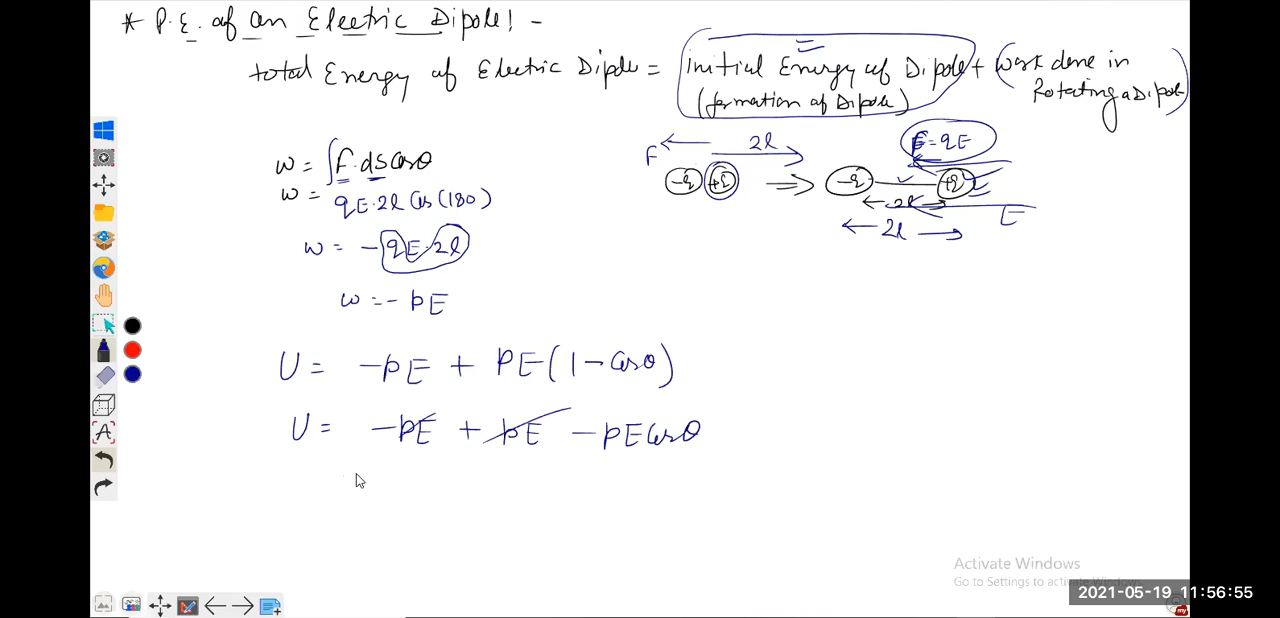 * P.E. of an Electric Dipole! -
total Energy of Electric Dipole = initial Energy of Dipole + work done in
(formation of Dipole) Rotating a Dipole
F 2l E = qE
w = ∫F.ds cosθ
-q +q ⇒ -q +q
w = qE.2l Cos(180)
2l
E
2l
w = - qE.2l
w = - pE
U = -pE + PE(1-cosθ)
U = -pE + pE - pE cosθ
A
Activate Windows
Go to Settings to activate Windows.
2021-05-19 11:56:55